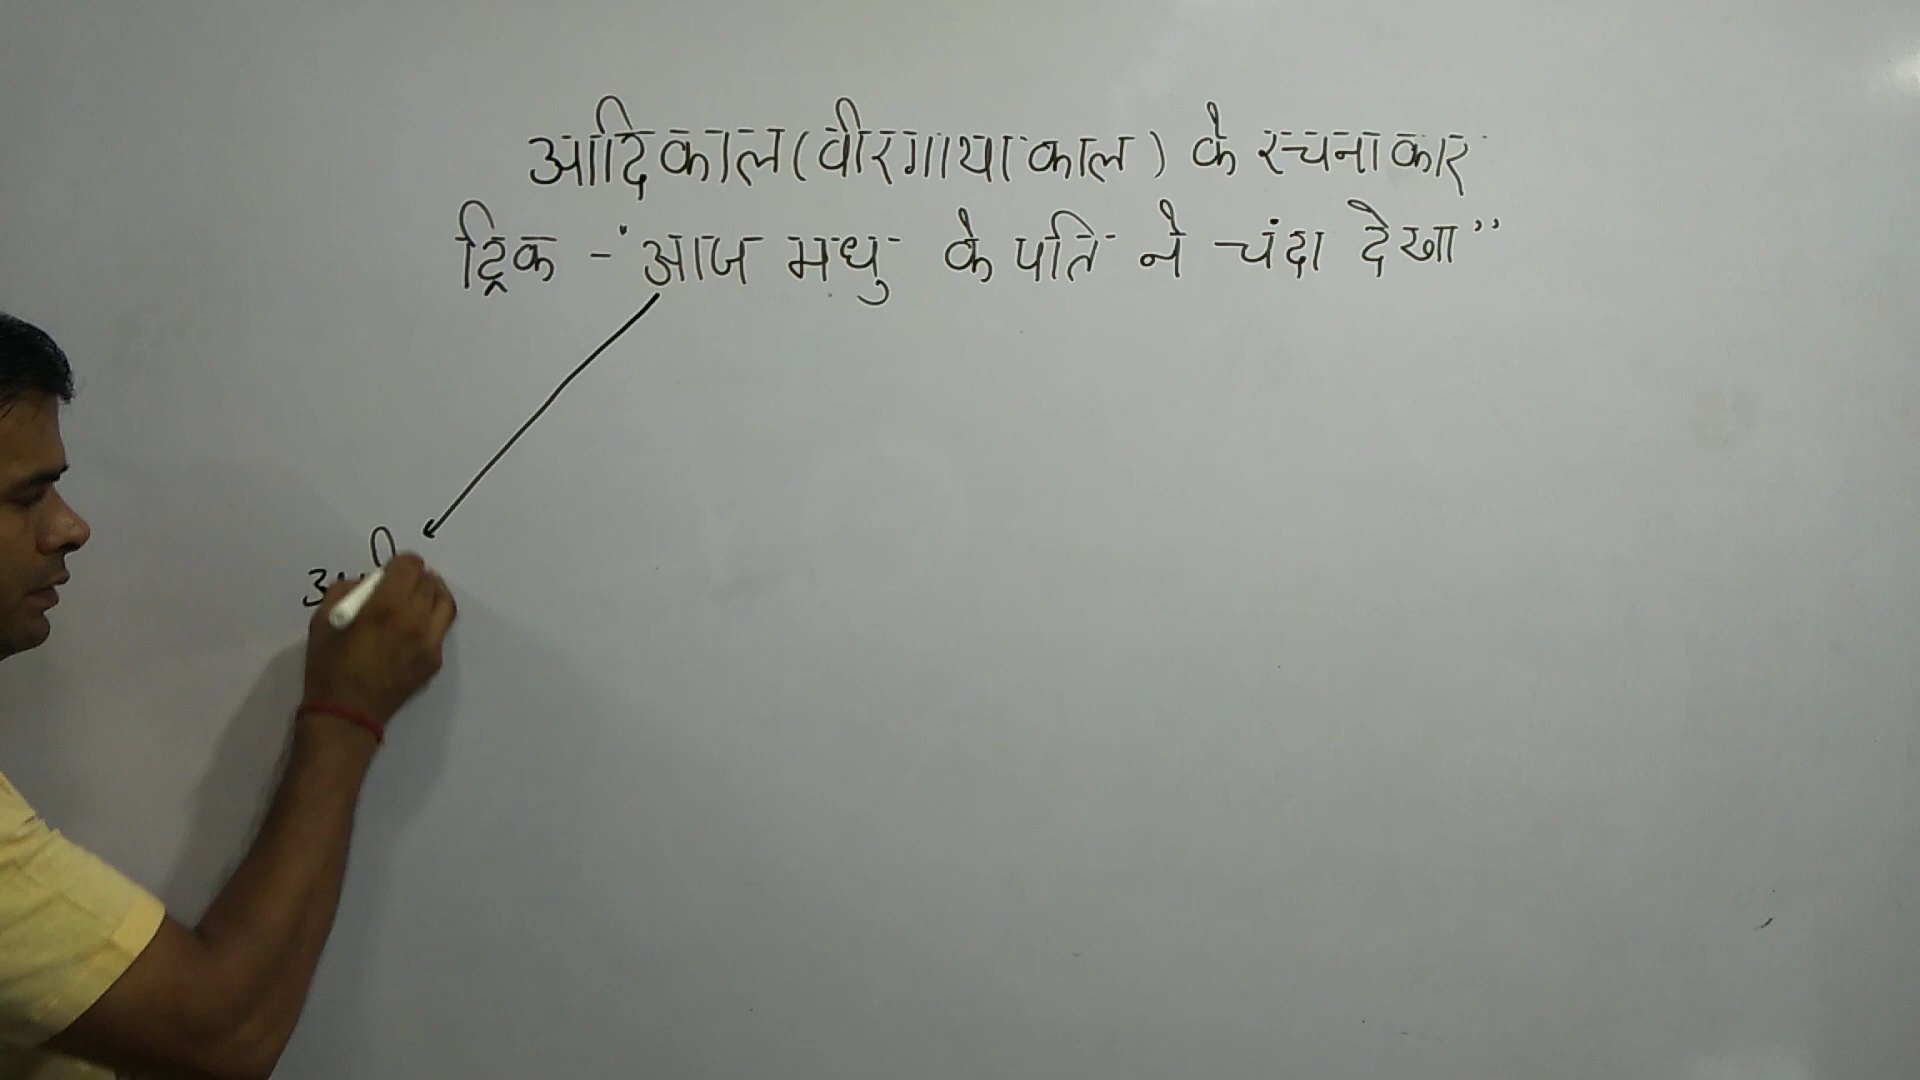 आदिकाल (वीरगाथा काल) के रचनाकार
ट्रिक - "आज मधु के पति ने चंदा देखा"